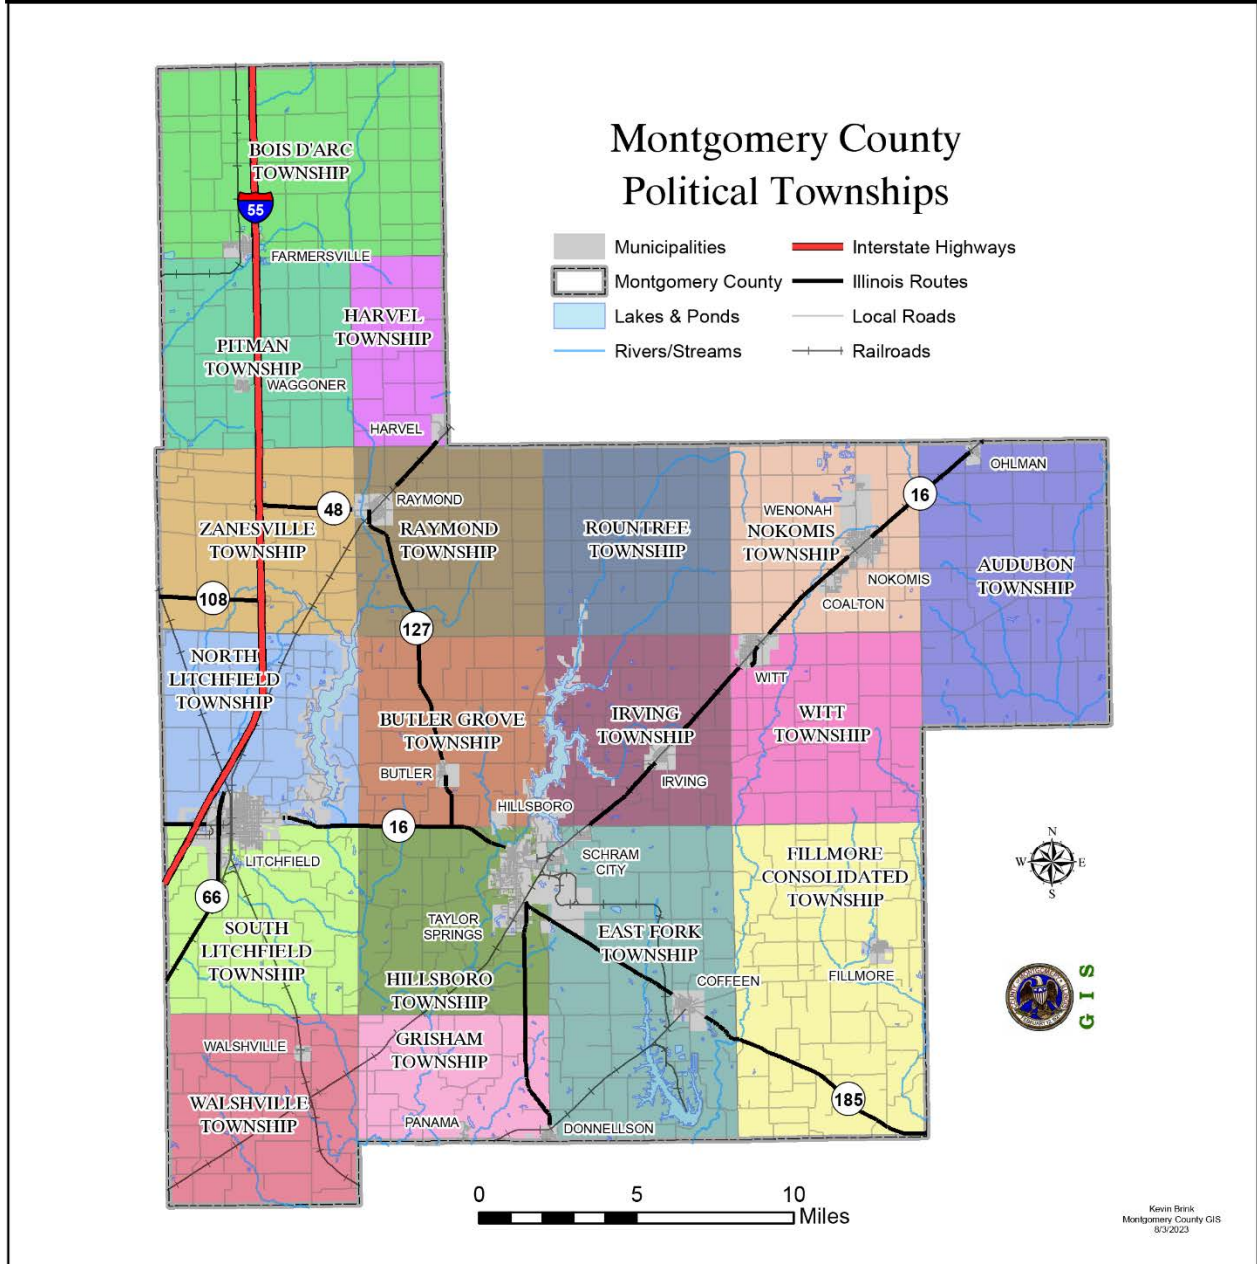 Montgomery County
Political Townships
Municipalities
Montgomery County
Lakes & Ponds
Rivers/Streams
Interstate Highways
Illinois Routes
Local Roads
Railroads
BOIS D'ARC
TOWNSHIP
55
FARMERSVILLE
HARVEL
TOWNSHIP
PITMAN
TOWNSHIP
WAGGONER
HARVEL
RAYMOND
48
ZANESVILLE
TOWNSHIP
RAYMOND
TOWNSHIP
ROUNTREE
TOWNSHIP
WENONAH
NOKOMIS
TOWNSHIP
16
OHLMAN
AUDUBON
TOWNSHIP
NOKOMIS
COALTON
108
127
NORTH
LITCHFIELD
TOWNSHIP
BUTLER GROVE
TOWNSHIP
IRVING
TOWNSHIP
WITT
WITT
TOWNSHIP
BUTLER
IRVING
HILLSBORO
16
LITCHFIELD
SCHRAM
CITY
FILLMORE
CONSOLIDATED
TOWNSHIP
66
SOUTH
LITCHFIELD
TOWNSHIP
TAYLOR
SPRINGS
EAST FORK
TOWNSHIP
HILLSBORO
TOWNSHIP
COFFEEN
FILLMORE
GRISHAM
TOWNSHIP
WALSHVILLE
WALSHVILLE
TOWNSHIP
PANAMA
DONNELLSON
185
N
W E
S
GIS
0 5 10
Miles
Kevin Brink
Montgomery County GIS
8/3/2023